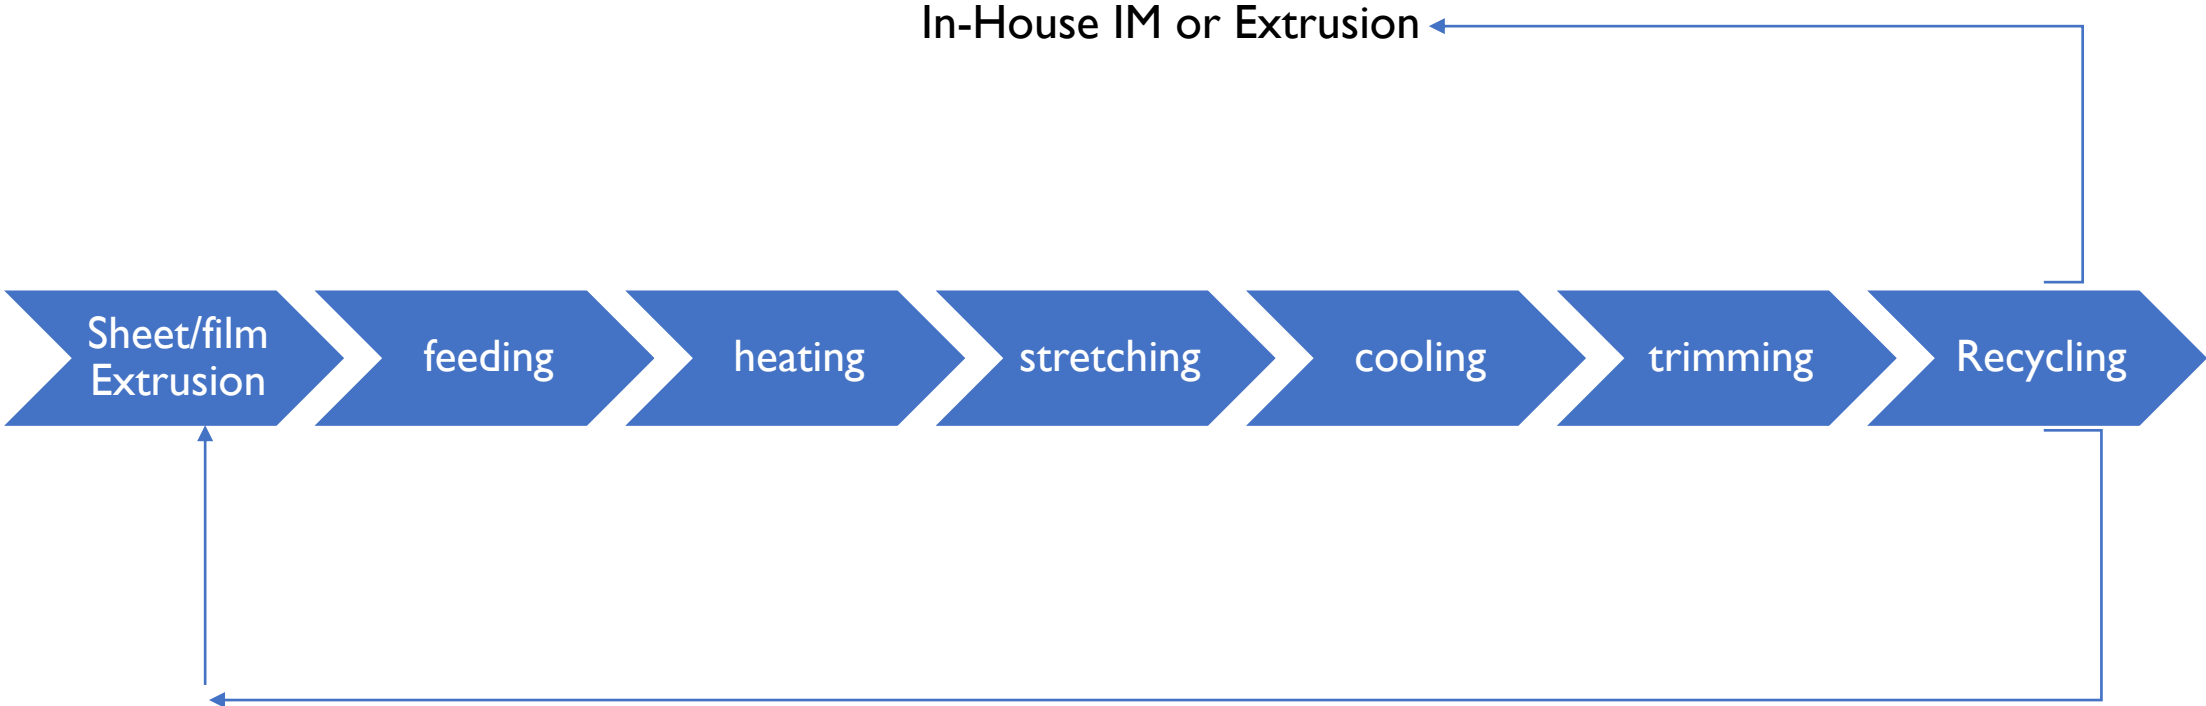 In-House IM or Extrusion
Sheet/film
Extrusion
feeding
heating
stretching
cooling
trimming
Recycling